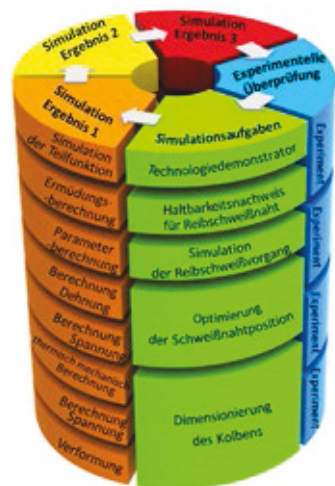 Simulation
Ergebnis 2
Simulation
Ergebnis 3
Experimentelle
Überprüfung
Simulation
Ergebnis 1
Simulationsaufgaben
Simulation
der Teilfunktion
Ermüdungs-
berechnung
Parameter
berechnung
Berechnung
Dehnung
Berechnung
Spannung
thermisch mechanisch
Berechnung
Berechnung
Spannung
Verformung
Technologiedemonstrator
Haltbarkeitsnachweis
für Reibschweißnaht
Simulation
der Reibschweißvorgang
Optimierung
der Schweißnahtposition
Dimensionierung
des Kolbens
Experiment
Experiment
Experiment
Experiment
Experiment